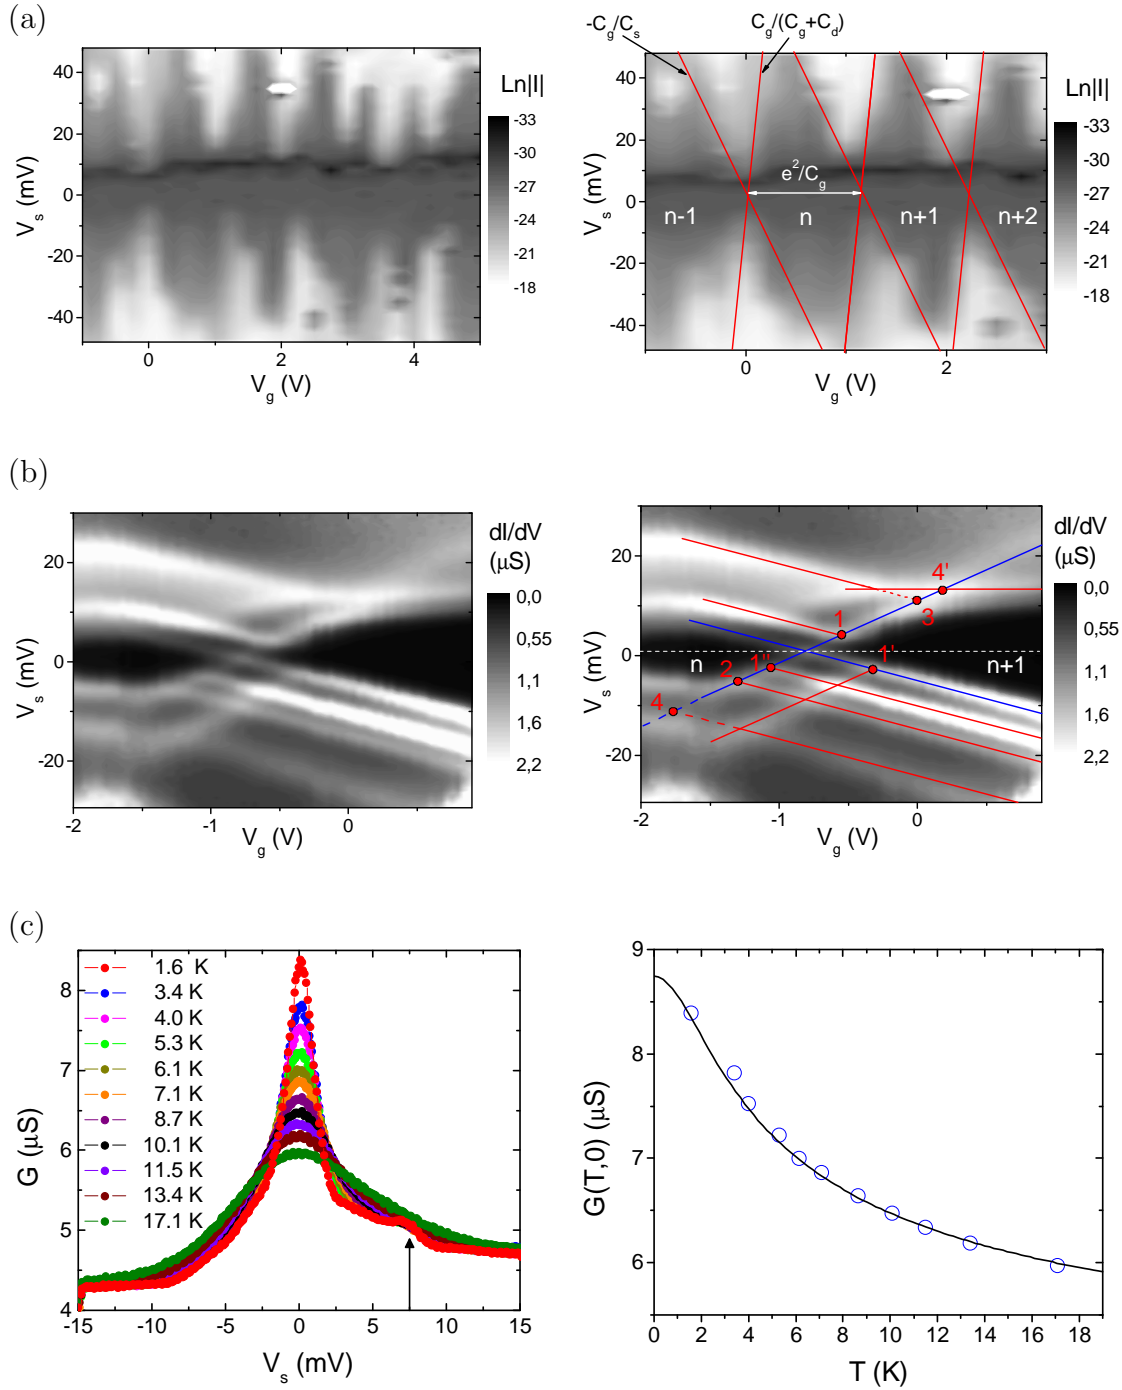 (a)
-C_g/C_s
C_g/(C_g+C_d)
Ln|I|
-33
-30
-27
-24
-21
-18
40
20
0
-20
-40
V_s (mV)
0
2
4
V_g (V)
Ln|I|
-33
-30
-27
-24
-21
-18
40
20
0
-20
-40
V_s (mV)
e²/C_g
n-1
n
n+1
n+2
0
2
V_g (V)
(b)
dI/dV
(μS)
0,0
0,55
1,1
1,6
2,2
20
0
-20
V_s (mV)
-2
-1
0
V_g (V)
dI/dV
(μS)
0,0
0,55
1,1
1,6
2,2
20
0
-20
V_s (mV)
4'
3
1
1'
1"
2
4
n
n+1
-2
-1
0
V_g (V)
(c)
1.6 K
3.4 K
4.0 K
5.3 K
6.1 K
7.1 K
8.7 K
10.1 K
11.5 K
13.4 K
17.1 K
8
7
6
5
4
G (μS)
-15
-10
-5
0
5
10
15
V_s (mV)
9
8
7
6
G(T,0) (μS)
0
2
4
6
8
10
12
14
16
18
T (K)